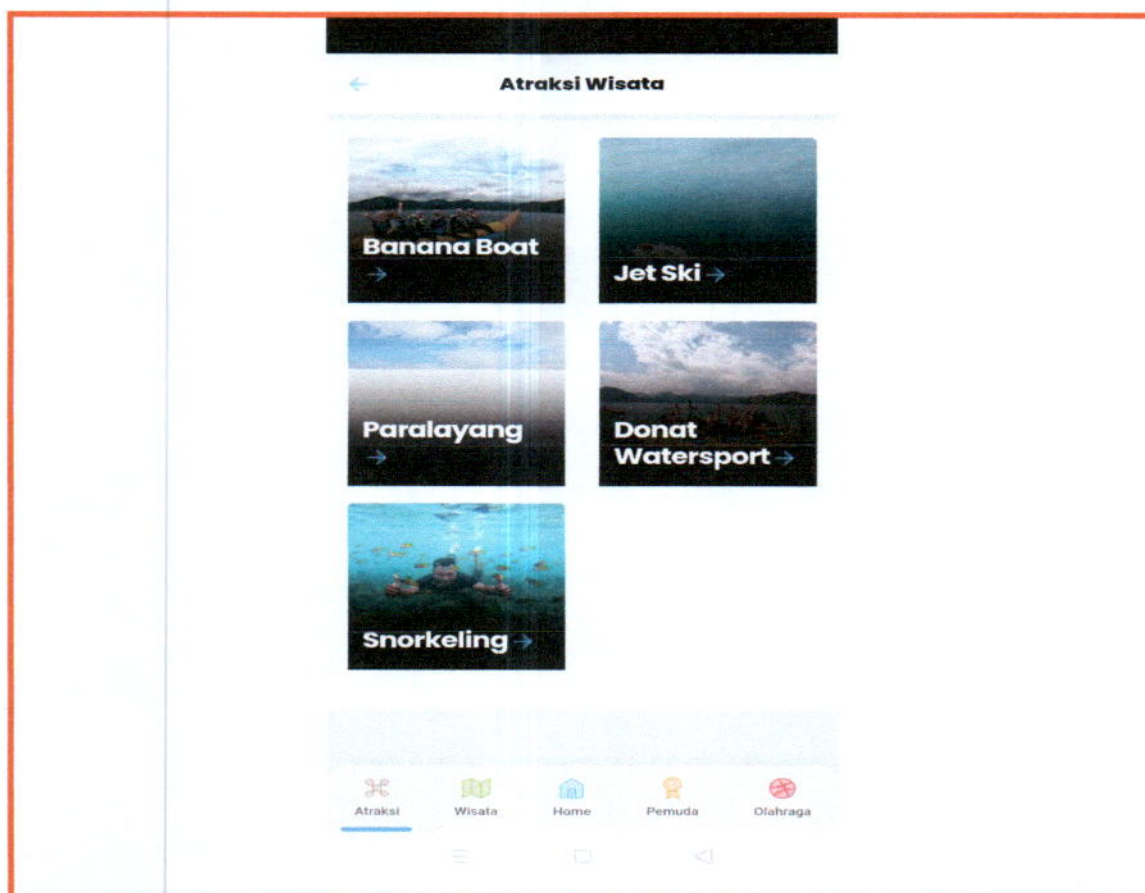 Atraksi Wisata
Banana Boat
Jet Ski
Paralayang
Donat
Watersport
Snorkeling
Atraksi
Wisata
Home
Pemuda
Olahraga